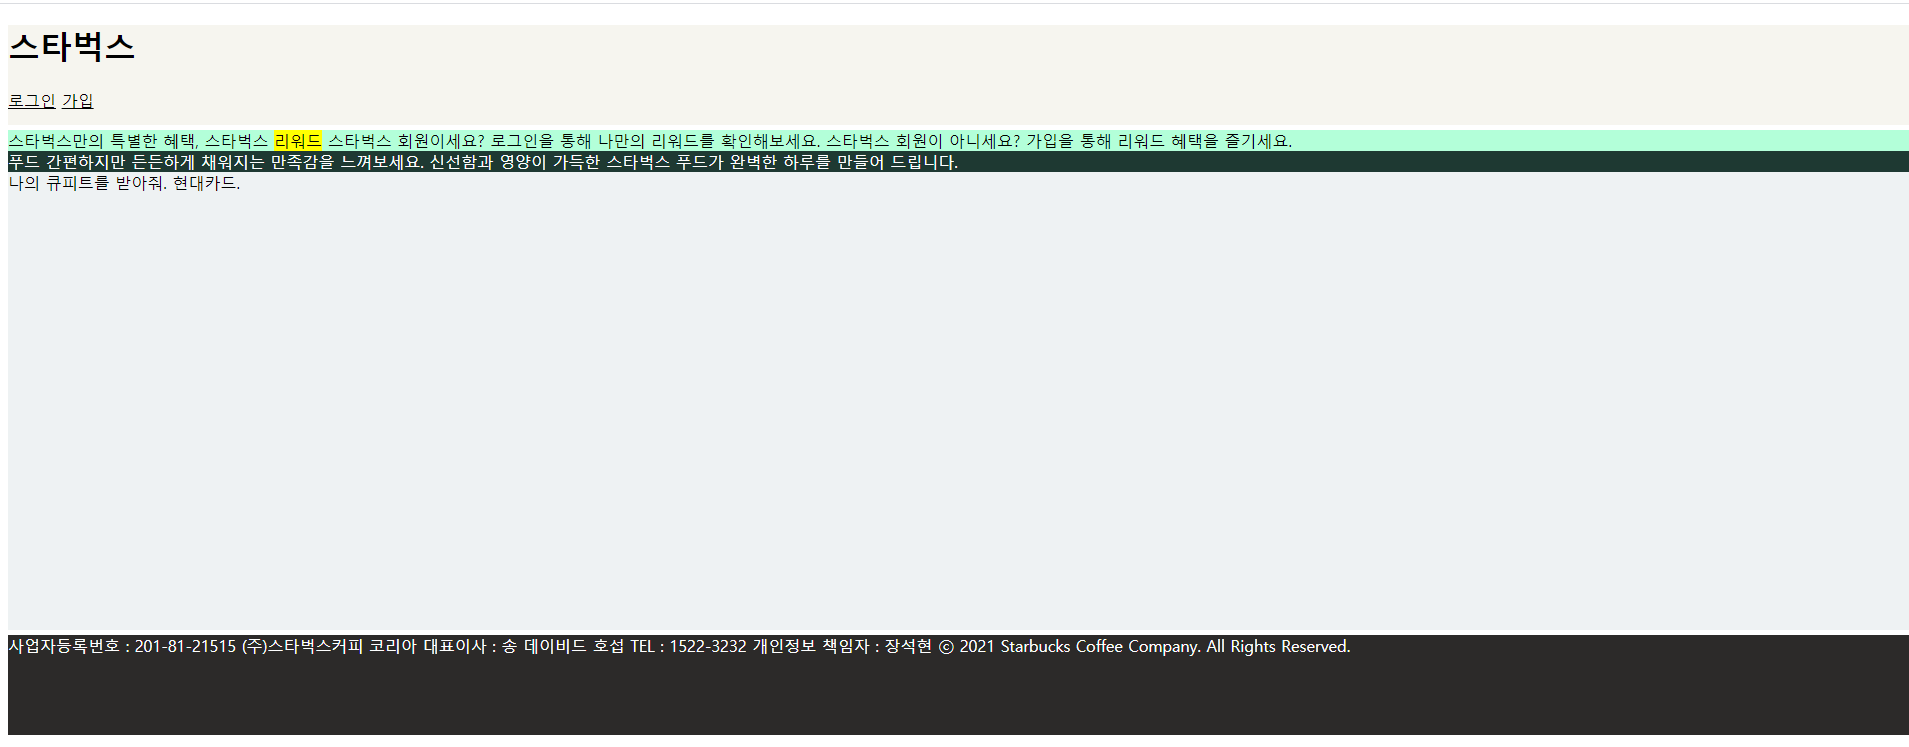 스타벅스
로그인 가입
스타벅스만의 특별한 혜택, 스타벅스 리워드 스타벅스 회원이세요? 로그인을 통해 나만의 리워드를 확인해보세요. 스타벅스 회원이 아니세요? 가입을 통해 리워드 혜택을 즐기세요.
푸드 간편하지만 든든하게 채워지는 만족감을 느껴보세요. 신선함과 영양이 가득한 스타벅스 푸드가 완벽한 하루를 만들어 드립니다.
나의 큐피트를 받아줘. 현대카드.
사업자등록번호 : 201-81-21515 (주)스타벅스커피 코리아 대표이사 : 송 데이비드 호섭 TEL : 1522-3232 개인정보 책임자 : 장석현 ⓒ 2021 Starbucks Coffee Company. All Rights Reserved.